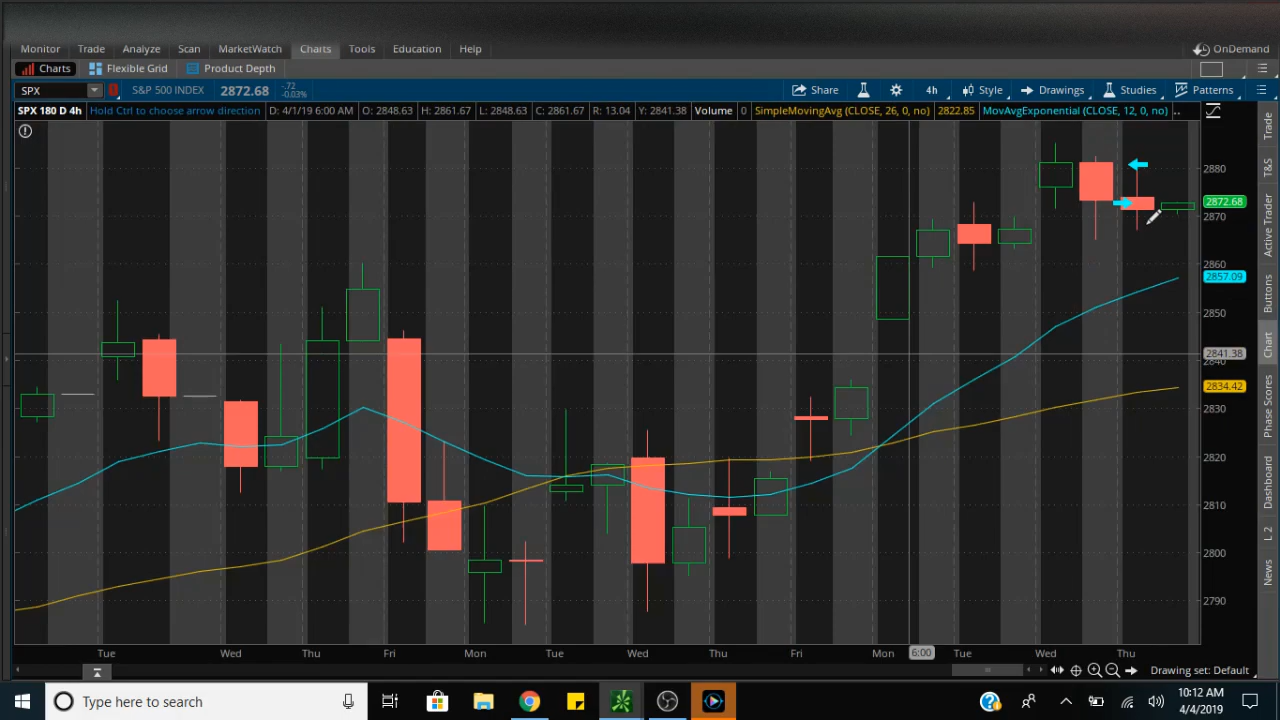 Monitor Trade Analyze Scan MarketWatch Charts Tools Education Help OnDemand
Charts Flexible Grid Product Depth
SPX S&P 500 INDEX 2872.68 -.72 -0.03% Share 4h Style Drawings Studies Patterns
SPX 180 D 4h Hold Ctrl to choose arrow direction D: 4/1/19 6:00 AM O: 2848.63 H: 2861.67 L: 2848.63 C: 2861.67 R: 13.04 Y: 2841.38 Volume 0 SimpleMovingAvg (CLOSE, 26, 0, no) 2822.85 MovAvgExponential (CLOSE, 12, 0, no) ..
2880
2872.68
2870
2860
2857.09
2850
2841.38
2840
2834.42
2830
2820
2810
2800
2790
Trade
T&S
Active Trader
Buttons
Chart
Phase Scores
Dashboard
L 2
News
Tue Wed Thu Fri Mon Tue Wed Thu Fri Mon 6:00 Tue Wed Thu
Drawing set: Default
Type here to search
10:12 AM
4/4/2019